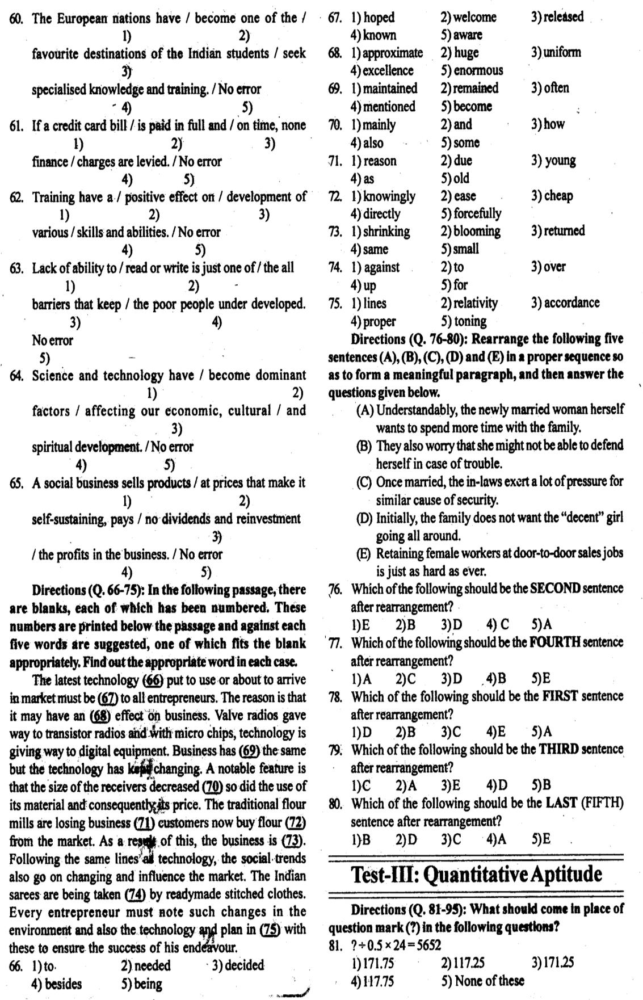 60. The European nations have / become one of the /
1) 2)
favourite destinations of the Indian students / seek
3)
specialised knowledge and training. / No error
4) 5)
61. If a credit card bill / is paid in full and / on time, none
1) 2) 3)
finance / charges are levied. / No error
4) 5)
62. Training have a / positive effect on / development of
1) 2) 3)
various / skills and abilities. / No error
4) 5)
63. Lack of ability to / read or write is just one of / the all
1) 2)
barriers that keep / the poor people under developed.
3) 4)
No error
5)
64. Science and technology have / become dominant
1) 2)
factors / affecting our economic, cultural / and
3)
spiritual development. / No error
4) 5)
65. A social business sells products / at prices that make it
1) 2)
self-sustaining, pays / no dividends and reinvestment
3)
/ the profits in the business. / No error
4) 5)
Directions (Q. 66-75): In the following passage, there
are blanks, each of which has been numbered. These
numbers are printed below the passage and against each
five words are suggested, one of which fits the blank
appropriately. Find out the appropriate word in each case.
The latest technology (66) put to use or about to arrive
in market must be (67) to all entrepreneurs. The reason is that
it may have an (68) effect on business. Valve radios gave
way to transistor radios and with micro chips, technology is
giving way to digital equipment. Business has (69) the same
but the technology has kept changing. A notable feature is
that the size of the receivers decreased (70) so did the use of
its material and consequently its price. The traditional flour
mills are losing business (71) customers now buy flour (72)
from the market. As a result of this, the business is (73).
Following the same lines as technology, the social trends
also go on changing and influence the market. The Indian
sarees are being taken (74) by readymade stitched clothes.
Every entrepreneur must note such changes in the
environment and also the technology and plan in (75) with
these to ensure the success of his endeavour.
66. 1) to 2) needed 3) decided
4) besides 5) being
67. 1) hoped 2) welcome 3) released
4) known 5) aware
68. 1) approximate 2) huge 3) uniform
4) excellence 5) enormous
69. 1) maintained 2) remained 3) often
4) mentioned 5) become
70. 1) mainly 2) and 3) how
4) also 5) some
71. 1) reason 2) due 3) young
4) as 5) old
72. 1) knowingly 2) ease 3) cheap
4) directly 5) forcefully
73. 1) shrinking 2) blooming 3) returned
4) same 5) small
74. 1) against 2) to 3) over
4) up 5) for
75. 1) lines 2) relativity 3) accordance
4) proper 5) toning
Directions (Q. 76-80): Rearrange the following five
sentences (A), (B), (C), (D) and (E) in a proper sequence so
as to form a meaningful paragraph, and then answer the
questions given below.
(A) Understandably, the newly married woman herself
wants to spend more time with the family.
(B) They also worry that she might not be able to defend
herself in case of trouble.
(C) Once married, the in-laws exert a lot of pressure for
similar cause of security.
(D) Initially, the family does not want the “decent” girl
going all around.
(E) Retaining female workers at door-to-door sales jobs
is just as hard as ever.
76. Which of the following should be the SECOND sentence
after rearrangement?
1) E 2) B 3) D 4) C 5) A
77. Which of the following should be the FOURTH sentence
after rearrangement?
1) A 2) C 3) D 4) B 5) E
78. Which of the following should be the FIRST sentence
after rearrangement?
1) D 2) B 3) C 4) E 5) A
79. Which of the following should be the THIRD sentence
after rearrangement?
1) C 2) A 3) E 4) D 5) B
80. Which of the following should be the LAST (FIFTH)
sentence after rearrangement?
1) B 2) D 3) C 4) A 5) E
Test-III: Quantitative Aptitude
Directions (Q. 81-95): What should come in place of
question mark (?) in the following questions?
81. ? ÷ 0.5 × 24 = 5652
1) 171.75 2) 117.25 3) 171.25
4) 117.75 5) None of these